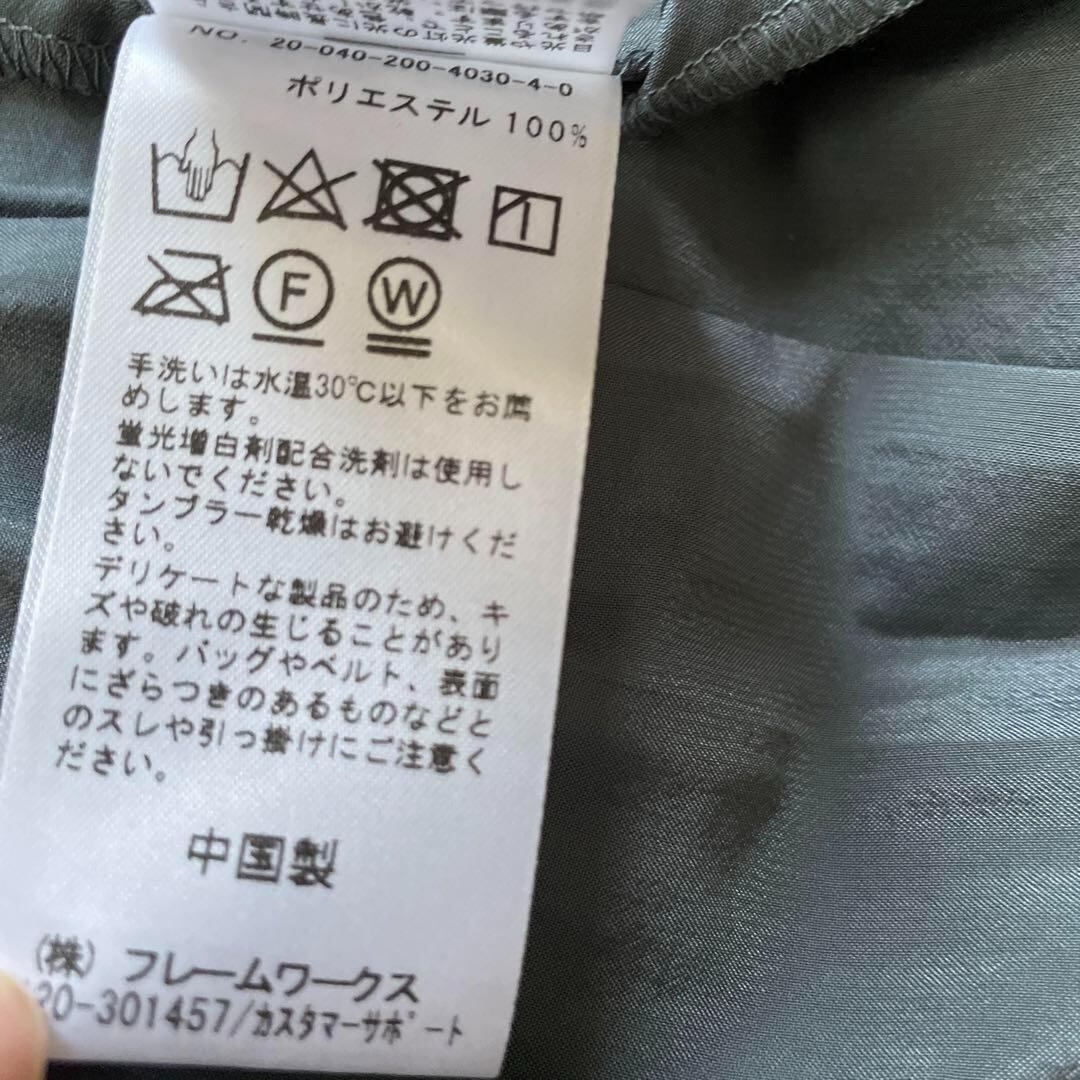 NO. 20-040-200-4030-4-0
ポリエステル 100%
F W
手洗いは水温30℃以下をお薦
めします。
蛍光増白剤配合洗剤は使用し
ないでください。
タンブラー乾燥はお避けくだ
さい。
デリケートな製品のため、キ
ズや破れの生じることがあり
ます。バッグやベルト、表面
にざらつきのあるものなどと
のスレや引っ掛けにご注意く
ださい。
中国製
(株) フレームワークス
20-301457/カスタマーサポート